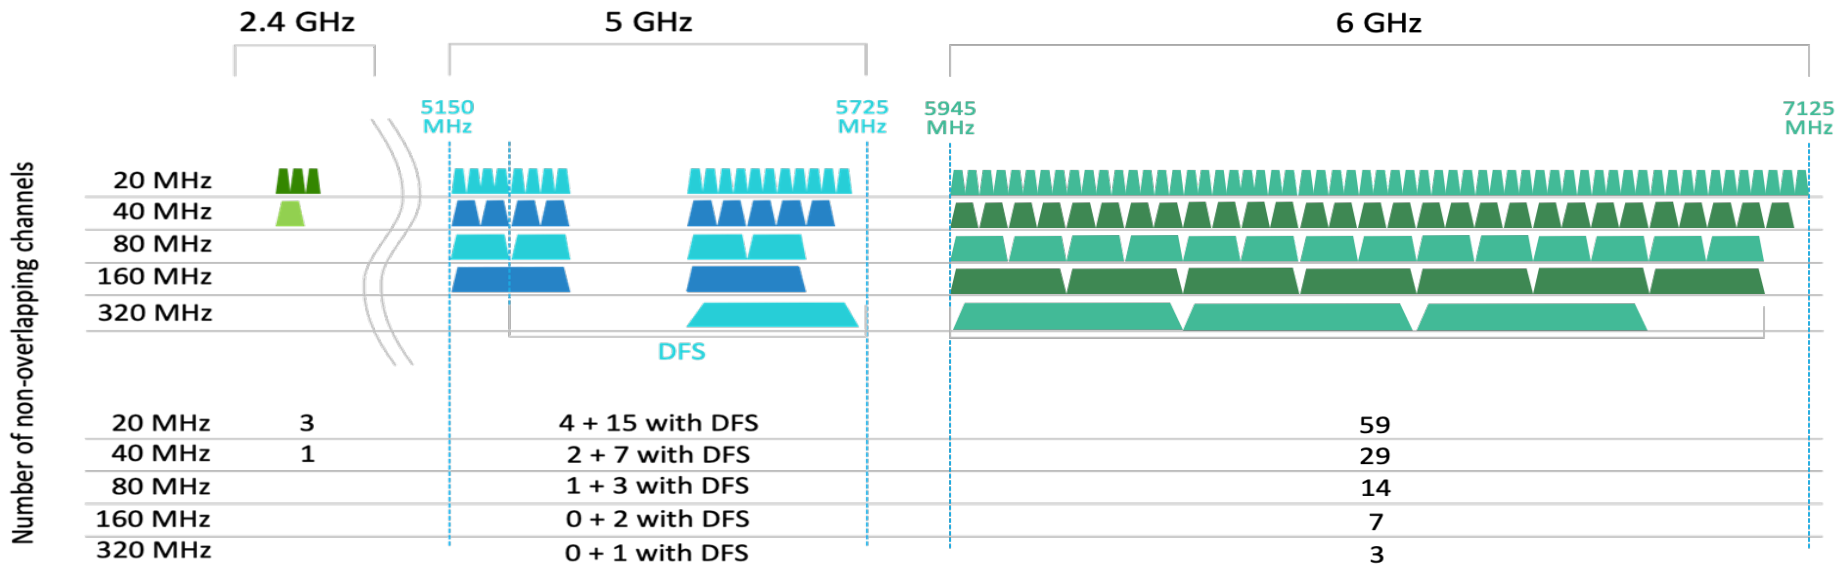 2.4 GHz
5 GHz
6 GHz
5150
MHz
5725
MHz
5945
MHz
7125
MHz
Number of non-overlapping channels
20 MHz
40 MHz
80 MHz
160 MHz
320 MHz
DFS
20 MHz 3 4 + 15 with DFS 59
40 MHz 1 2 + 7 with DFS 29
80 MHz 1 + 3 with DFS 14
160 MHz 0 + 2 with DFS 7
320 MHz 0 + 1 with DFS 3